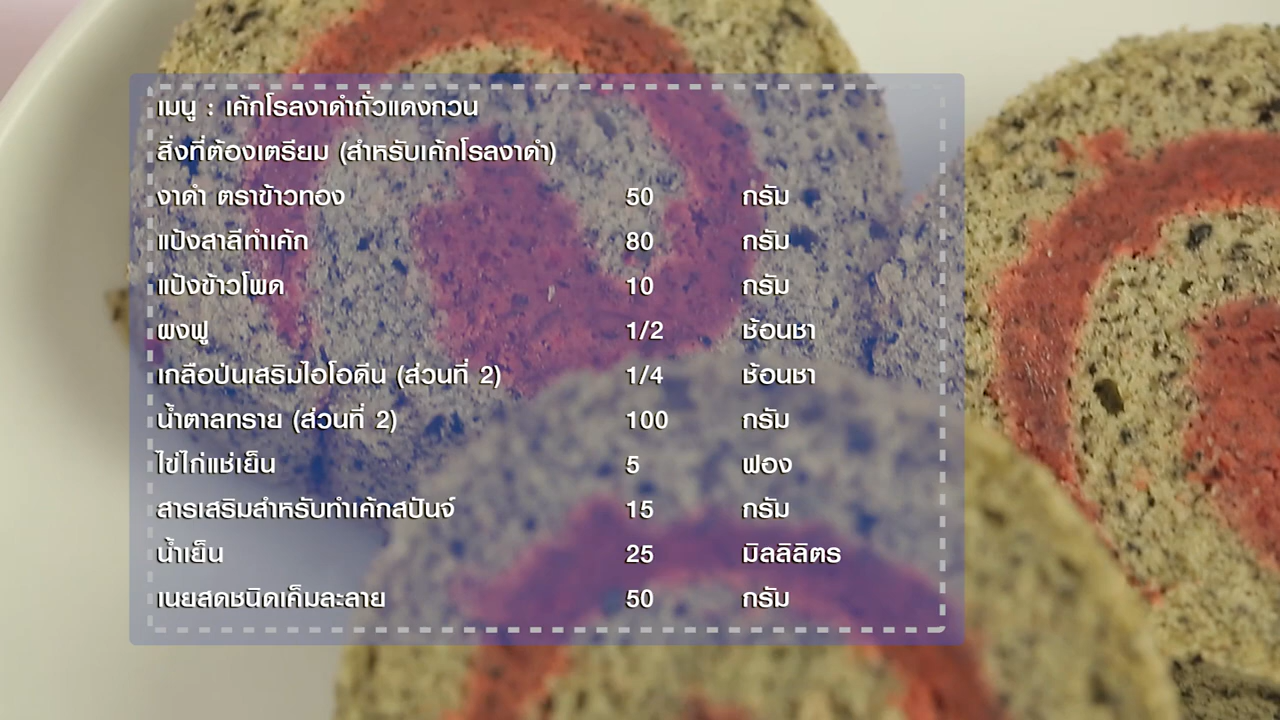 เมนู : เค้กโรลงาดำถั่วแดงกวน
สิ่งที่ต้องเตรียม (สำหรับเค้กโรลงาดำ)
งาดำ ตราข้าวทอง 50 กรัม
แป้งสาลีทำเค้ก 80 กรัม
แป้งข้าวโพด 10 กรัม
ผงฟู 1/2 ช้อนชา
เกลือป่นเสริมไอโอดีน (ส่วนที่ 2) 1/4 ช้อนชา
น้ำตาลทราย (ส่วนที่ 2) 100 กรัม
ไข่ไก่แช่เย็น 5 ฟอง
สารเสริมสำหรับทำเค้กสปันจ์ 15 กรัม
น้ำเย็น 25 มิลลิลิตร
เนยสดชนิดเค็มละลาย 50 กรัม